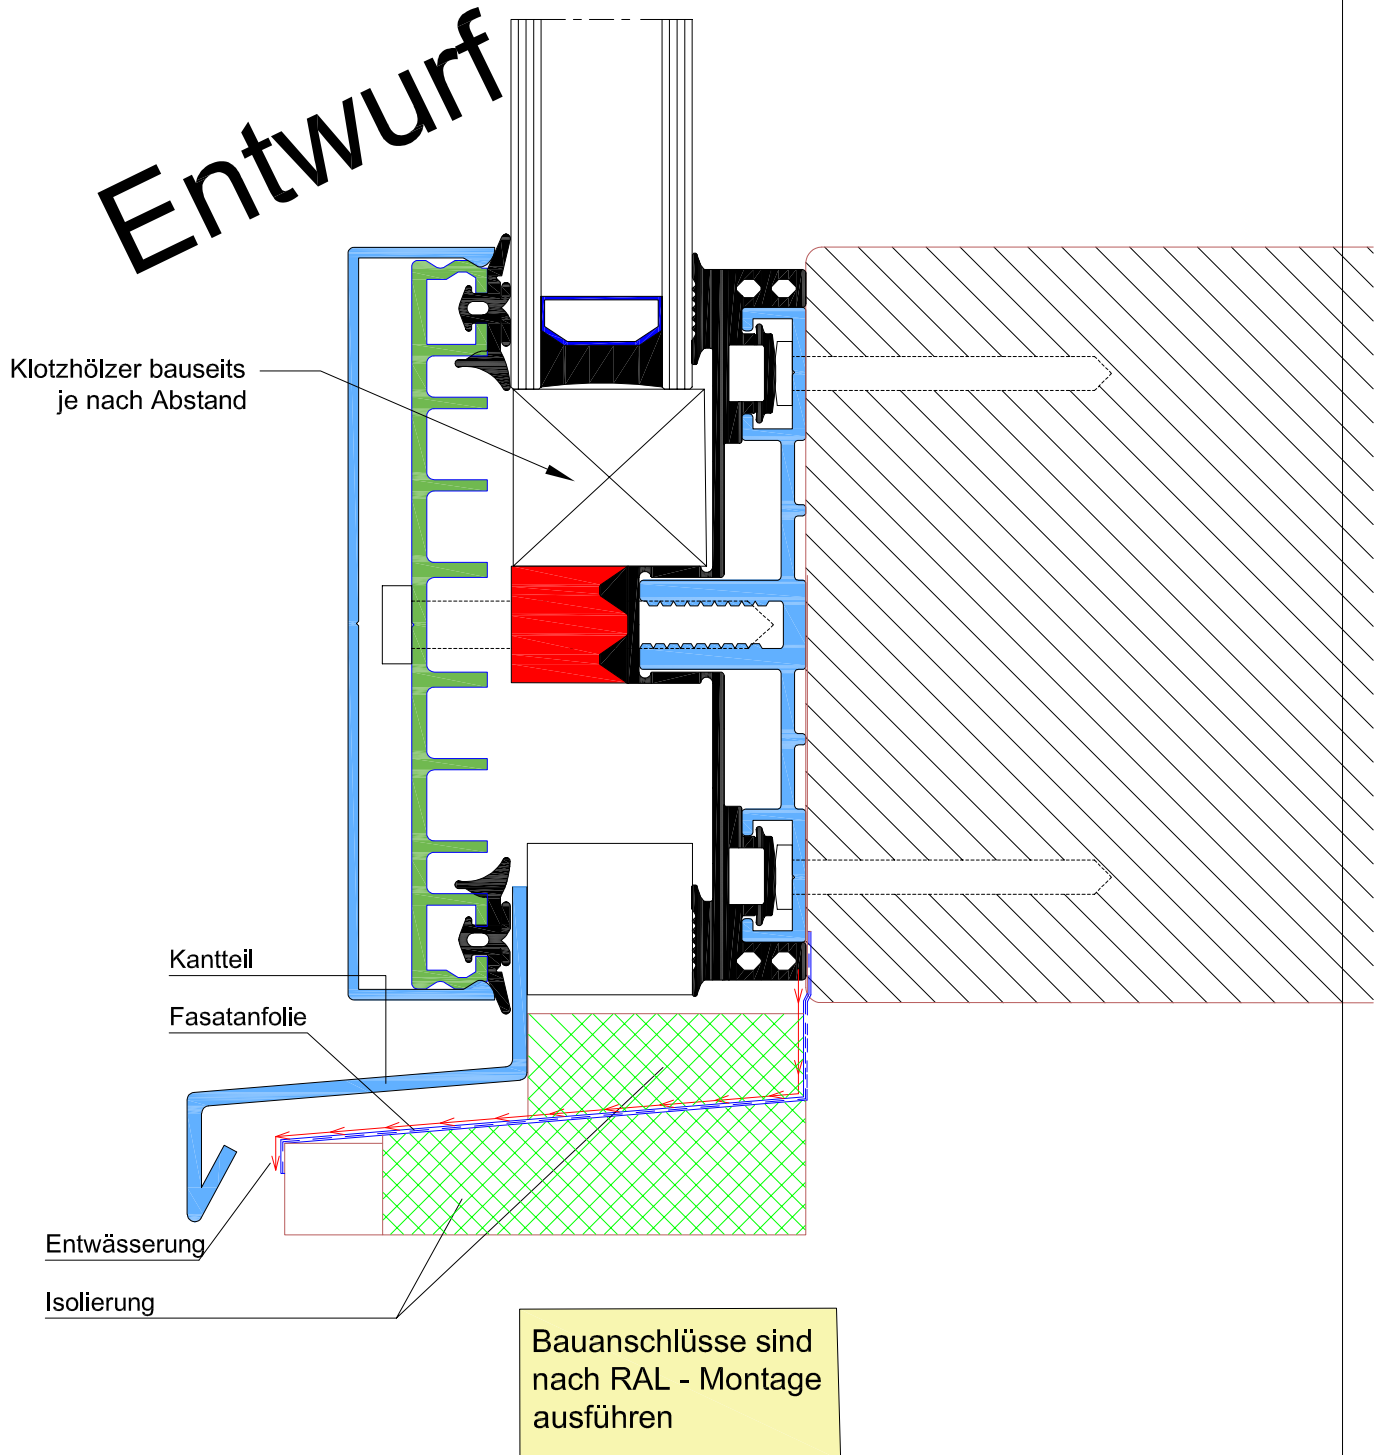 Entwurf
Klotzhölzer bauseits
je nach Abstand
Kantteil
Fasatanfolie
Entwässerung
Isolierung
Bauanschlüsse sind
nach RAL - Montage
ausführen